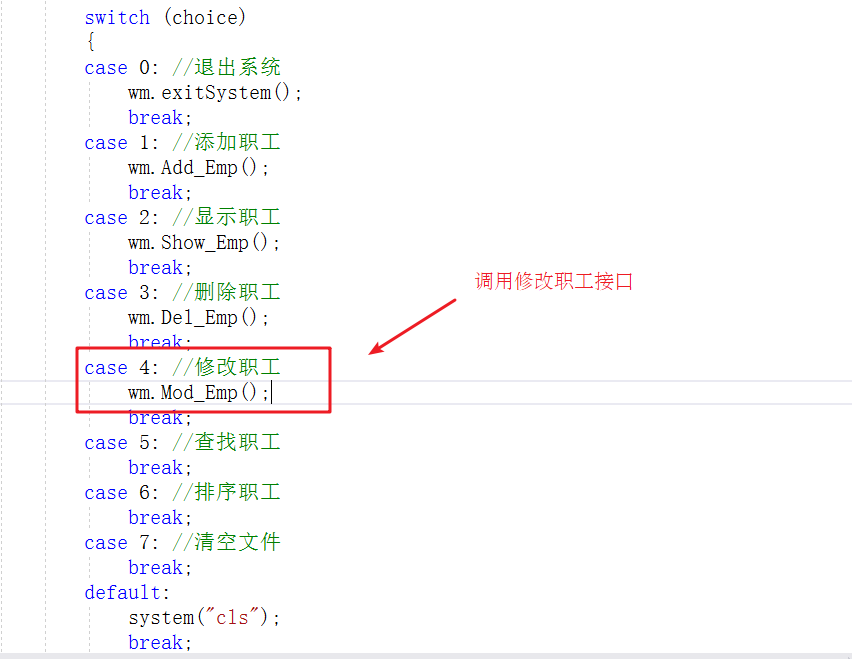 switch (choice)
{
case 0: //退出系统
wm.exitSystem();
break;
case 1: //添加职工
wm.Add_Emp();
break;
case 2: //显示职工
wm.Show_Emp();
break;
调用修改职工接口
case 3: //删除职工
wm.Del_Emp();
break;
case 4: //修改职工
wm.Mod_Emp();
break;
case 5: //查找职工
break;
case 6: //排序职工
break;
case 7: //清空文件
break;
default:
system("cls");
break;